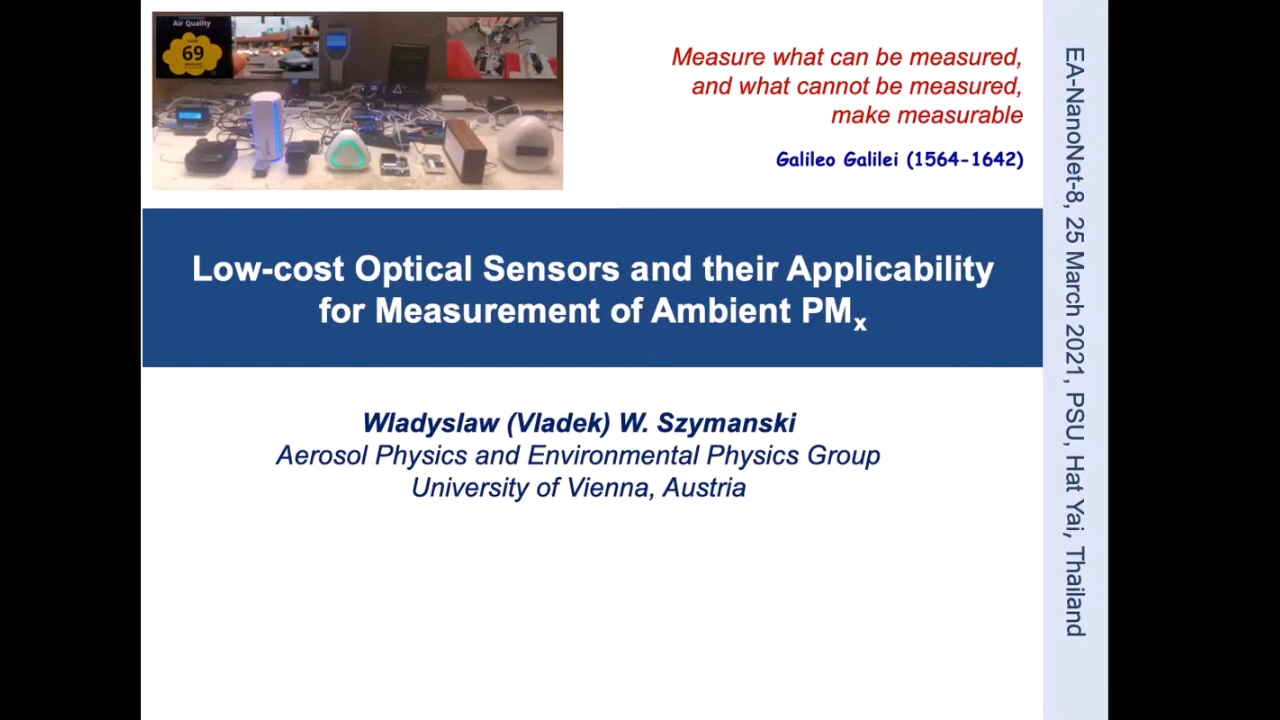 Air Quality
69
Measure what can be measured,
and what cannot be measured,
make measurable
Galileo Galilei (1564-1642)
Low-cost Optical Sensors and their Applicability
for Measurement of Ambient PMx
Wladyslaw (Vladek) W. Szymanski
Aerosol Physics and Environmental Physics Group
University of Vienna, Austria
EA-NanoNet-8, 25 March 2021, PSU, Hat Yai, Thailand